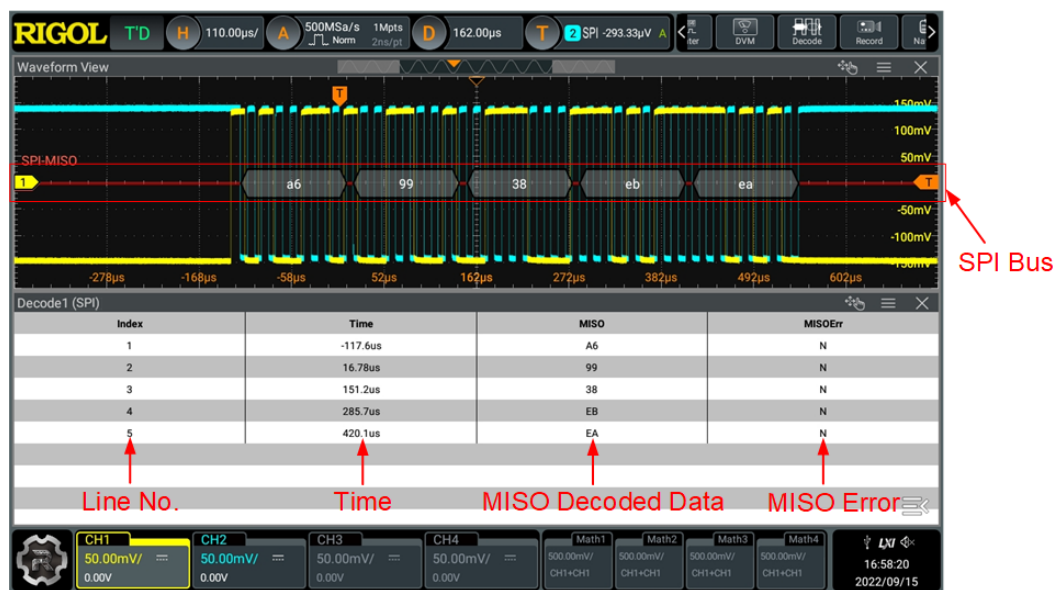 RIGOL T'D H 110.00μs/ A 500MSa/s 1Mpts Norm 2ns/pt D 162.00μs T 2 SPI -293.33μV A DVM Decode Record
Waveform View
T
150mV
100mV
SPI-MISO
50mV
1 a6 99 38 eb ea T
-50mV
-100mV
SPI Bus
-278μs -168μs -58μs 52μs 162μs 272μs 382μs 492μs 602μs
Decode1 (SPI)
Index Time MISO MISOErr
1 -117.6us A6 N
2 16.78us 99 N
3 151.2us 38 N
4 285.7us EB N
5 420.1us EA N
Line No. Time MISO Decoded Data MISO Error
CH1 CH2 CH3 CH4 Math1 Math2 Math3 Math4 LXI
50.00mV/ 50.00mV/ 50.00mV/ 50.00mV/ 500.00mV/ 500.00mV/ 500.00mV/ 500.00mV/
0.00V 0.00V 0.00V 0.00V CH1+CH1 CH1+CH1 CH1+CH1 CH1+CH1
16:58:20
2022/09/15